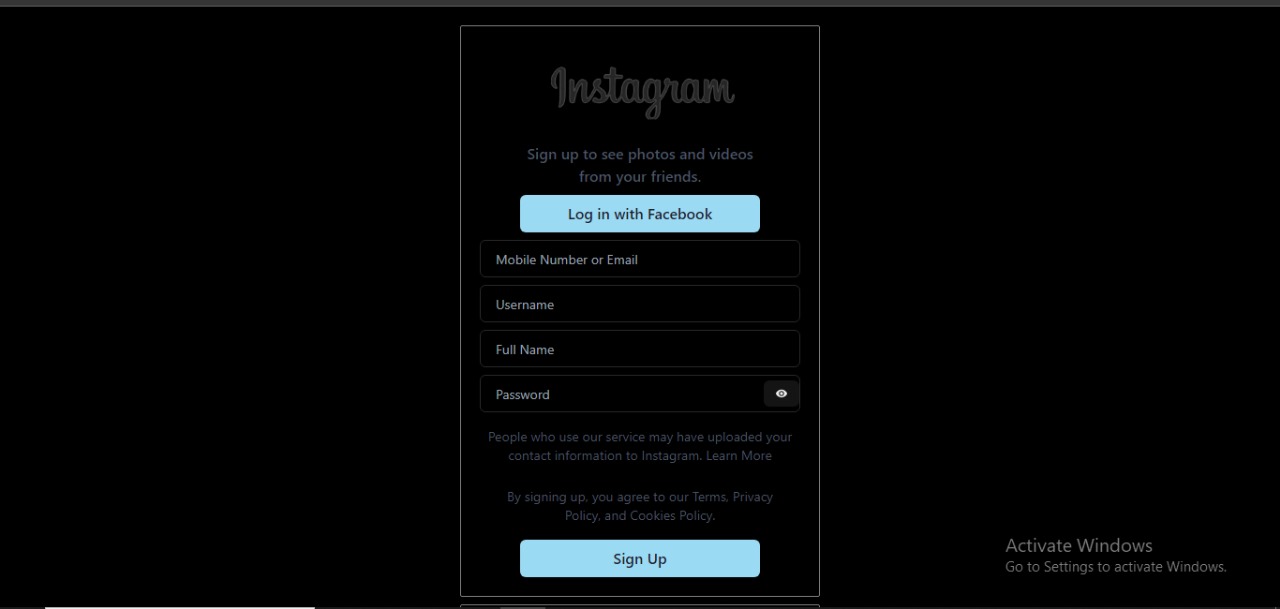 Instagram
Sign up to see photos and videos
from your friends.
Log in with Facebook
Mobile Number or Email
Username
Full Name
Password
People who use our service may have uploaded your
contact information to Instagram. Learn More
By signing up, you agree to our Terms, Privacy
Policy, and Cookies Policy.
Sign Up
Activate Windows
Go to Settings to activate Windows.